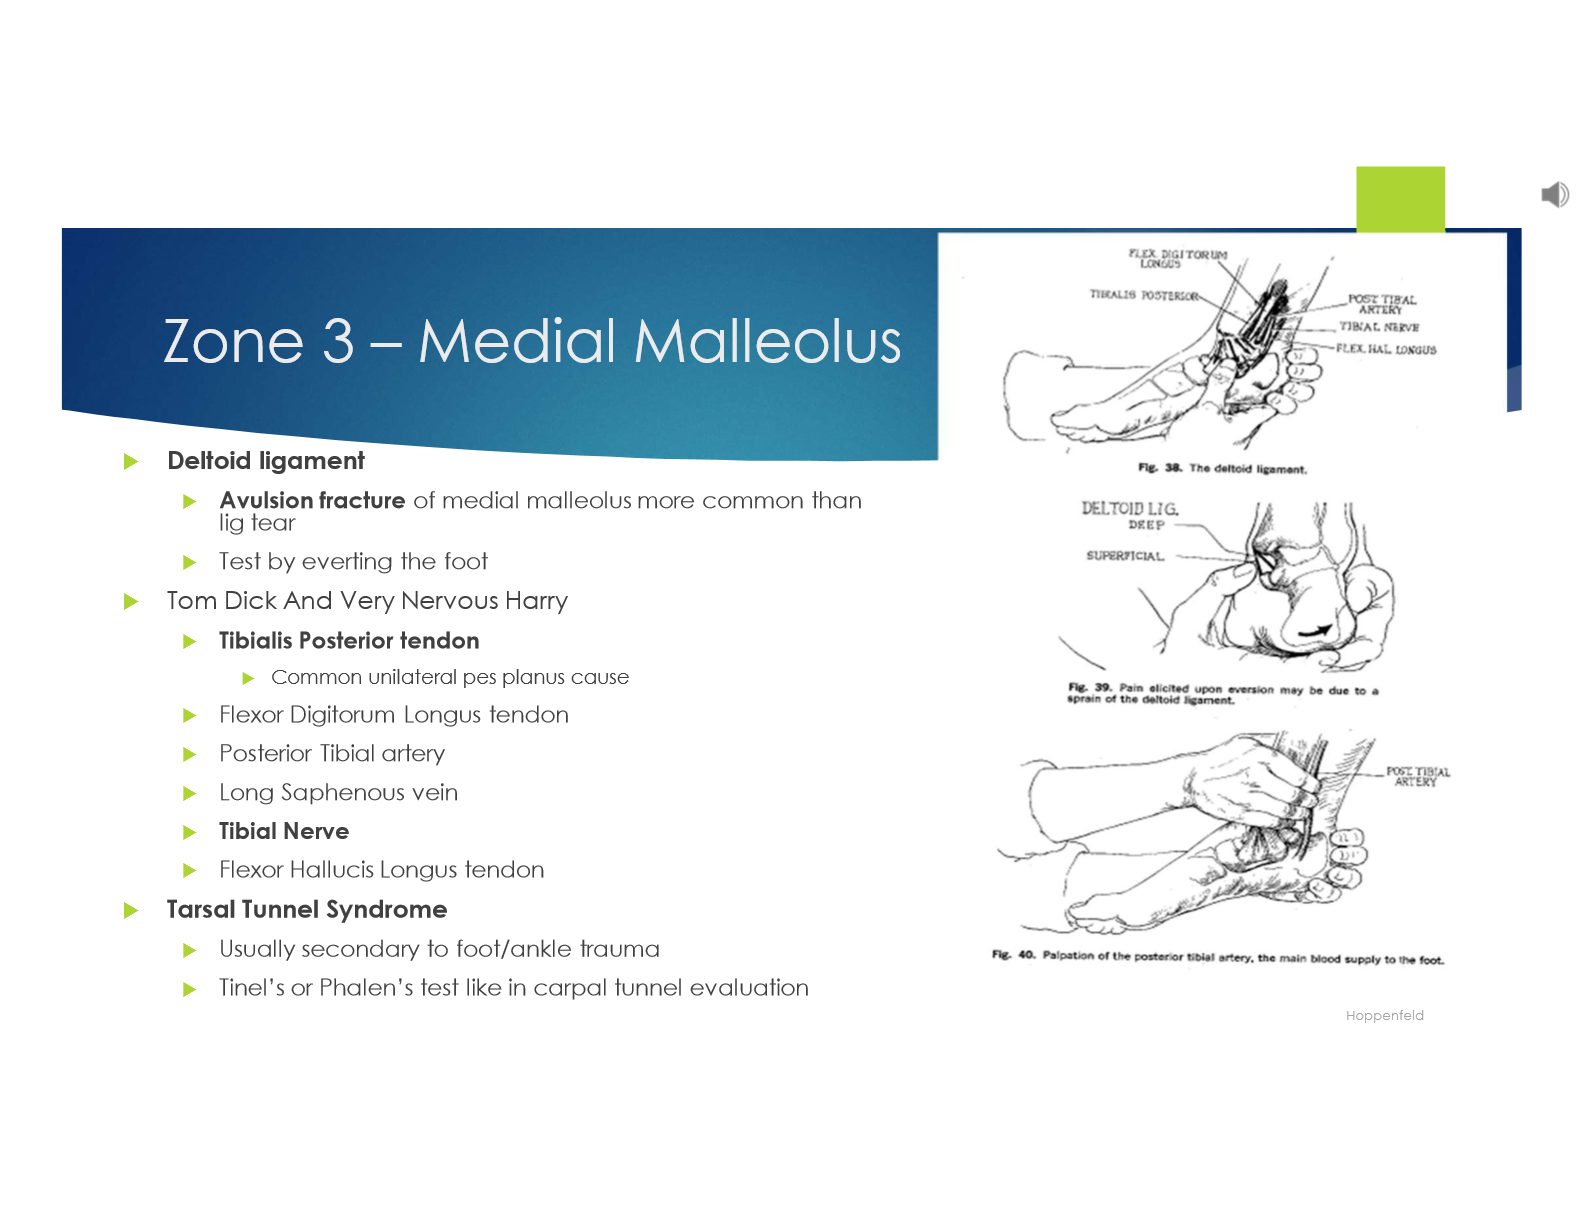 Zone 3 – Medial Malleolus
Deltoid ligament
Avulsion fracture of medial malleolus more common than
lig tear
Test by everting the foot
Tom Dick And Very Nervous Harry
Tibialis Posterior tendon
Common unilateral pes planus cause
Flexor Digitorum Longus tendon
Posterior Tibial artery
Long Saphenous vein
Tibial Nerve
Flexor Hallucis Longus tendon
Tarsal Tunnel Syndrome
Usually secondary to foot/ankle trauma
Tinel’s or Phalen’s test like in carpal tunnel evaluation
FLEX. DIGITORUM
LONGUS
TIBIALIS POSTERIOR
POST TIBIAL
ARTERY
TIBIAL NERVE
FLEX. HAL LONGUS
Fig. 38. The deltoid ligament.
DELTOID LIG.
DEEP
SUPERFICIAL
Fig. 39. Pain elicited upon eversion may be due to a
sprain of the deltoid ligament.
POST. TIBIAL
ARTERY
Fig. 40. Palpation of the posterior tibial artery, the main blood supply to the foot.
Hoppenfeld